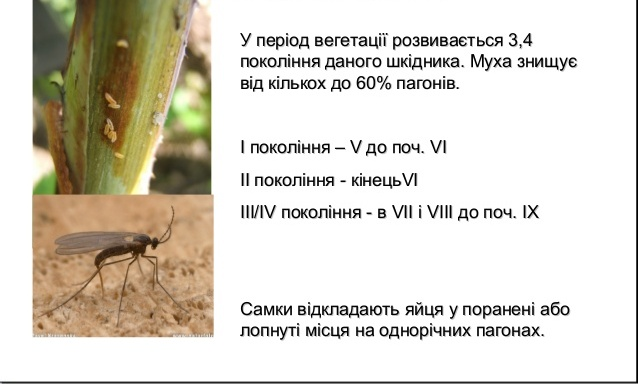 У період вегетації розвивається 3,4
покоління даного шкідника. Муха знищує
від кількох до 60% пагонів.
І покоління – V до поч. VI
ІІ покоління - кінецьVI
III/IV покоління - в VII і VIII до поч. IX
Самки відкладають яйця у поранені або
лопнуті місця на однорічних пагонах.